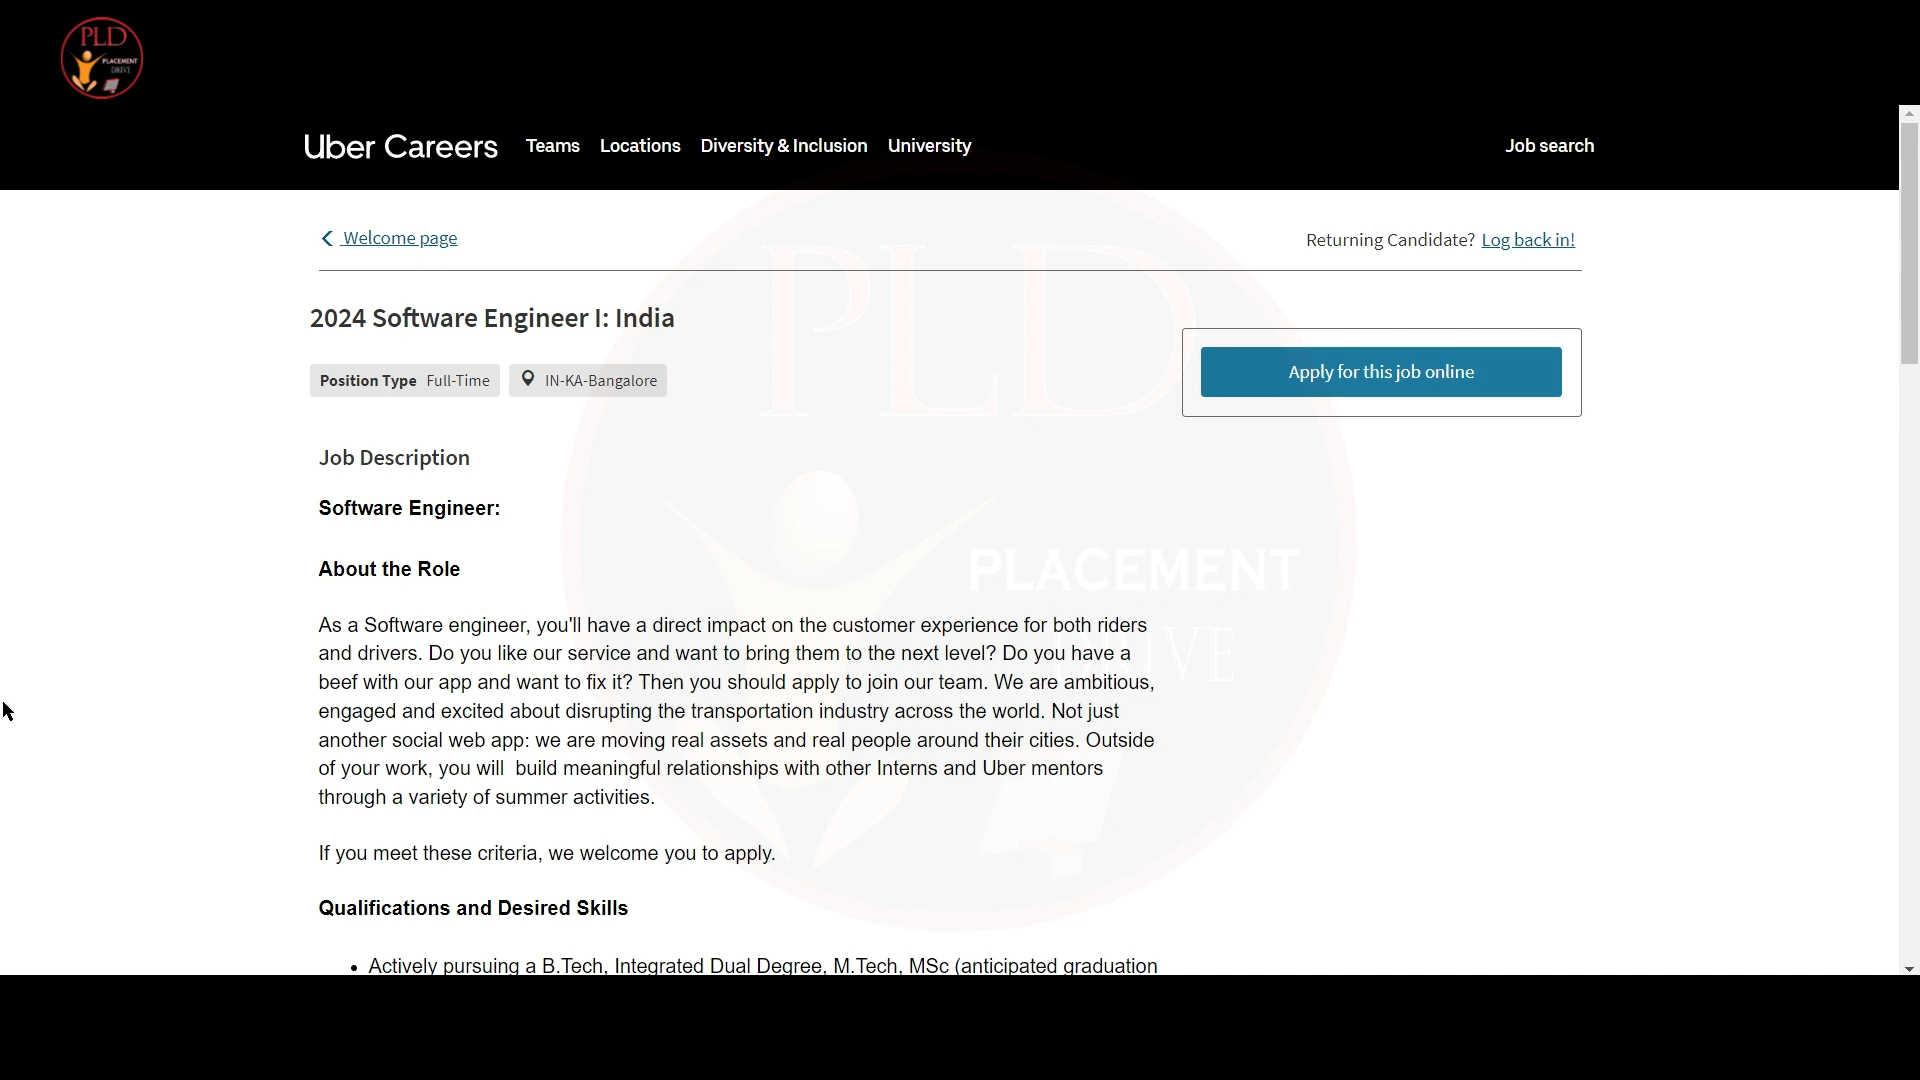 PLD
PLACEMENT
DRIVE
Uber Careers Teams Locations Diversity & Inclusion University Job search
Welcome page
Returning Candidate? Log back in!
2024 Software Engineer I: India
Position Type Full-Time IN-KA-Bangalore
Apply for this job online
Job Description
Software Engineer:
About the Role
As a Software engineer, you'll have a direct impact on the customer experience for both riders
and drivers. Do you like our service and want to bring them to the next level? Do you have a
beef with our app and want to fix it? Then you should apply to join our team. We are ambitious,
engaged and excited about disrupting the transportation industry across the world. Not just
another social web app: we are moving real assets and real people around their cities. Outside
of your work, you will  build meaningful relationships with other Interns and Uber mentors
through a variety of summer activities.
If you meet these criteria, we welcome you to apply.
Qualifications and Desired Skills
• Actively pursuing a B.Tech, Integrated Dual Degree, M.Tech, MSc (anticipated graduation
PLD
PLACEMENT
DRIVE